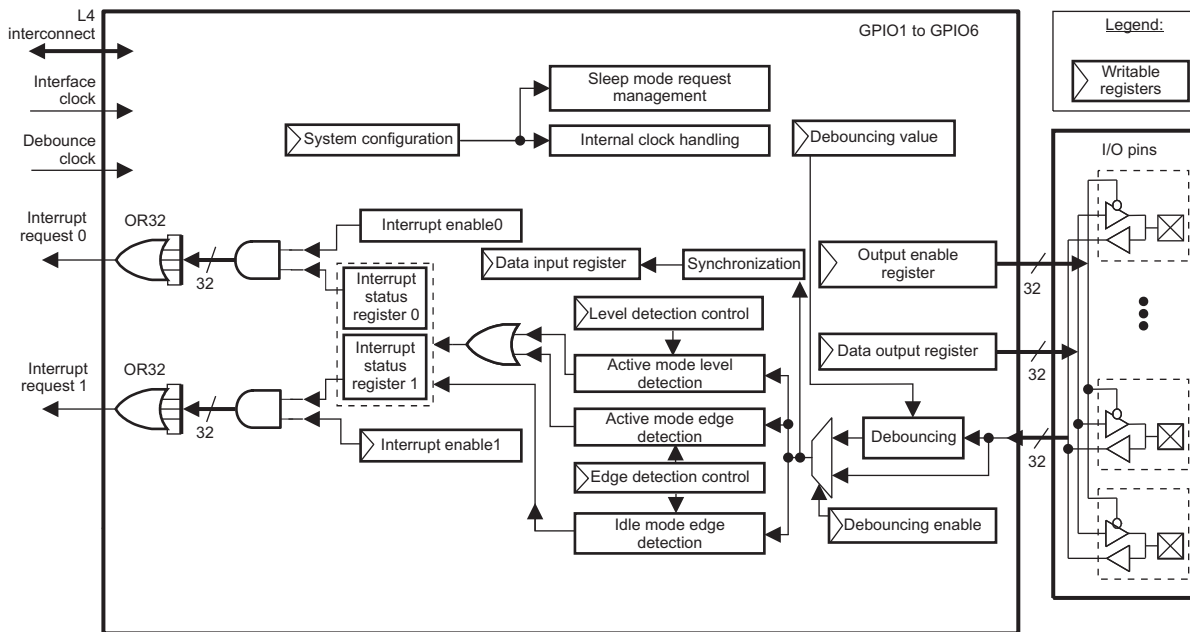 L4
interconnect
GPIO1 to GPIO6
Legend:
Writable
registers
Interface
clock
Sleep mode request
management
Debounce
clock
System configuration
Internal clock handling
Debouncing value
I/O pins
Interrupt
request 0
OR32
32
Interrupt enable0
Data input register
Synchronization
Output enable
register
32
Interrupt
status
register 0
Level detection control
Interrupt
status
register 1
Active mode level
detection
Data output register
32
Interrupt
request 1
OR32
32
Interrupt enable1
Active mode edge
detection
Debouncing
32
Edge detection control
Idle mode edge
detection
Debouncing enable